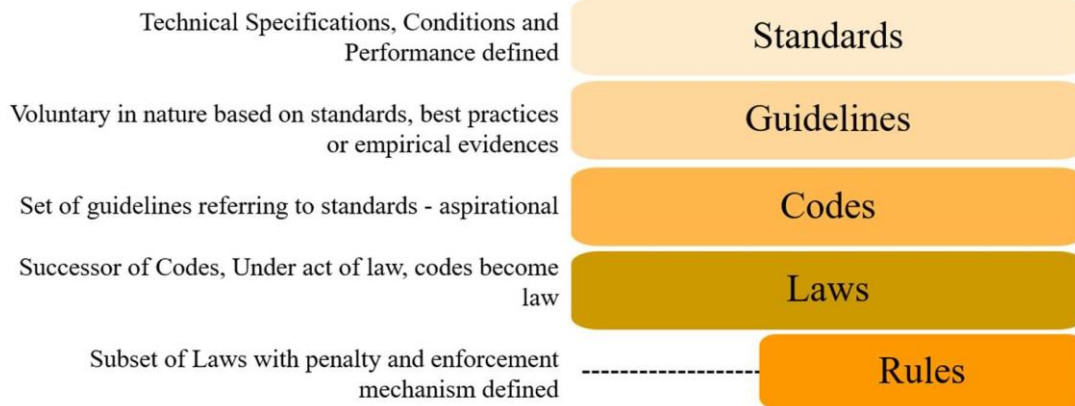 Technical Specifications, Conditions and
Performance defined
Standards
Voluntary in nature based on standards, best practices
or empirical evidences
Guidelines
Set of guidelines referring to standards - aspirational
Codes
Successor of Codes, Under act of law, codes become
law
Laws
Subset of Laws with penalty and enforcement
mechanism defined
Rules